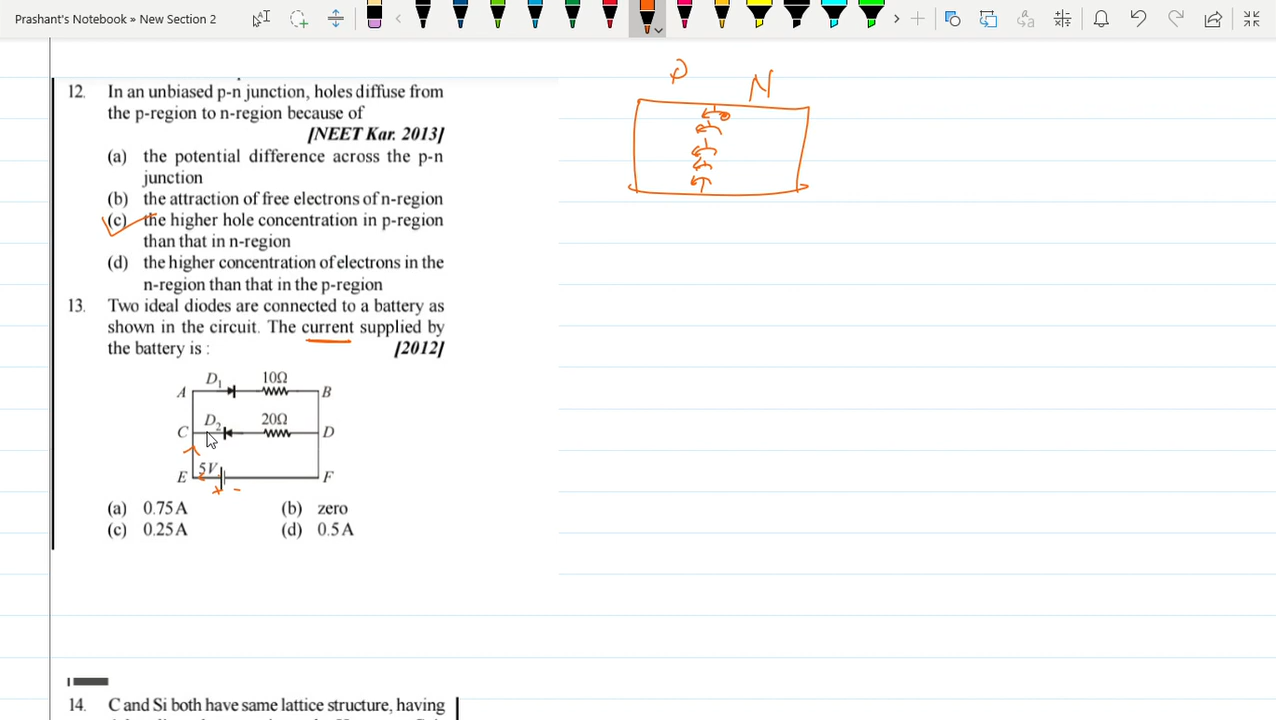 Prashant's Notebook » New Section 2
P N
12. In an unbiased p-n junction, holes diffuse from
the p-region to n-region because of
[NEET Kar. 2013]
(a) the potential difference across the p-n
junction
(b) the attraction of free electrons of n-region
(c) the higher hole concentration in p-region
than that in n-region
(d) the higher concentration of electrons in the
n-region than that in the p-region
13. Two ideal diodes are connected to a battery as
shown in the circuit. The current supplied by
the battery is : [2012]
D1 10Ω
A B
D2 20Ω
C D
5V
E F
+ -
(a) 0.75A (b) zero
(c) 0.25A (d) 0.5A
14. C and Si both have same lattice structure, having